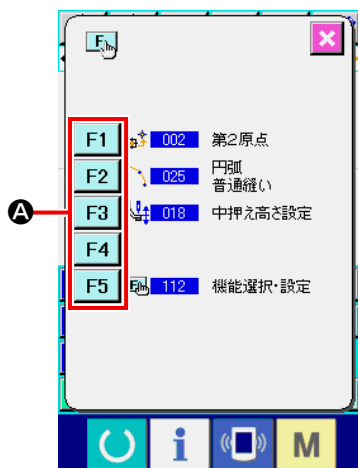 F
F1 002 第2原点
F2 025 円弧
普通縫い
A F3 018 中押え高さ設定
F4
F5 112 機能選択・設定
i M